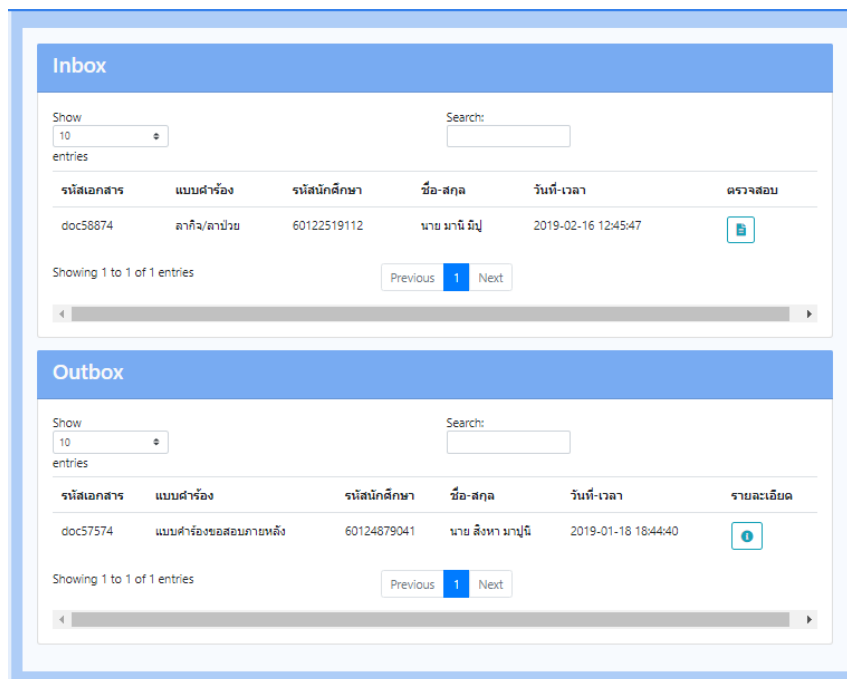 Inbox
Show
10
entries
Search:
รหัสเอกสาร แบบคำร้อง รหัสนักศึกษา ชื่อ-สกุล วันที่-เวลา ตรวจสอบ
doc58874 ลากิจ/ลาป่วย 60122519112 นาย มานิ มิปู 2019-02-16 12:45:47
Showing 1 to 1 of 1 entries
Previous 1 Next
Outbox
Show
10
entries
Search:
รหัสเอกสาร แบบคำร้อง รหัสนักศึกษา ชื่อ-สกุล วันที่-เวลา รายละเอียด
doc57574 แบบคำร้องขอสอบภายหลัง 60124879041 นาย สิงหา มาปูนิ 2019-01-18 18:44:40
Showing 1 to 1 of 1 entries
Previous 1 Next